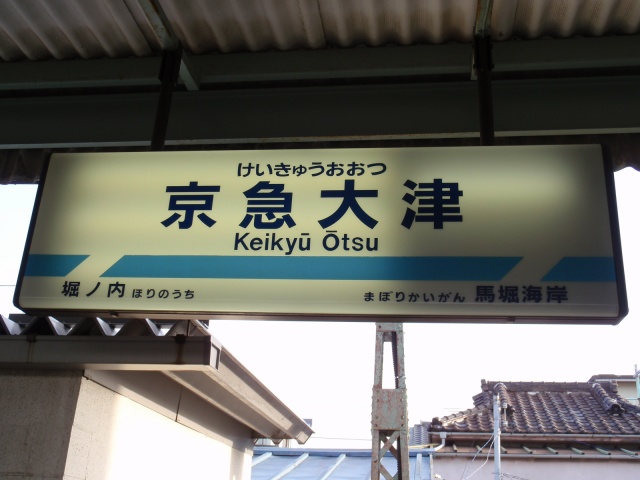 けいきゅうおおつ
京急大津
Keikyū Ōtsu
堀ノ内 ほりのうち
まぼりかいがん 馬堀海岸